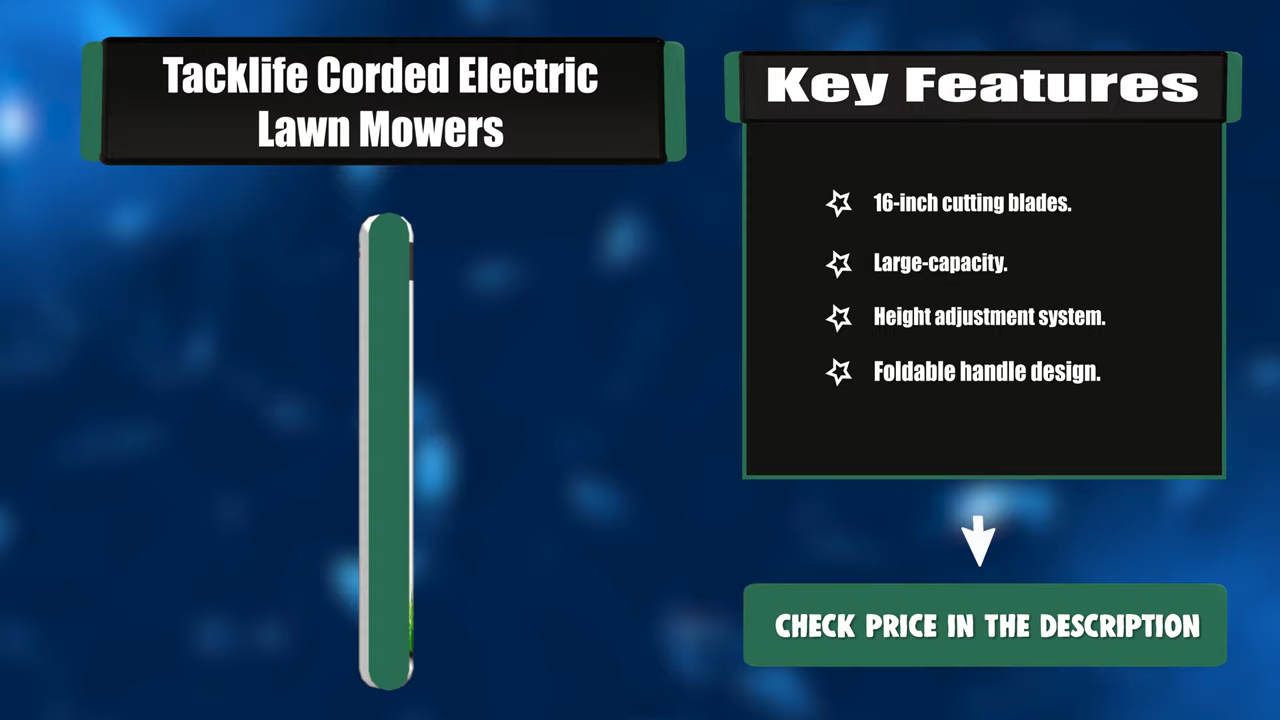 Tacklife Corded Electric
Lawn Mowers
Key Features
16-inch cutting blades.
Large-capacity.
Height adjustment system.
Foldable handle design.
CHECK PRICE IN THE DESCRIPTION